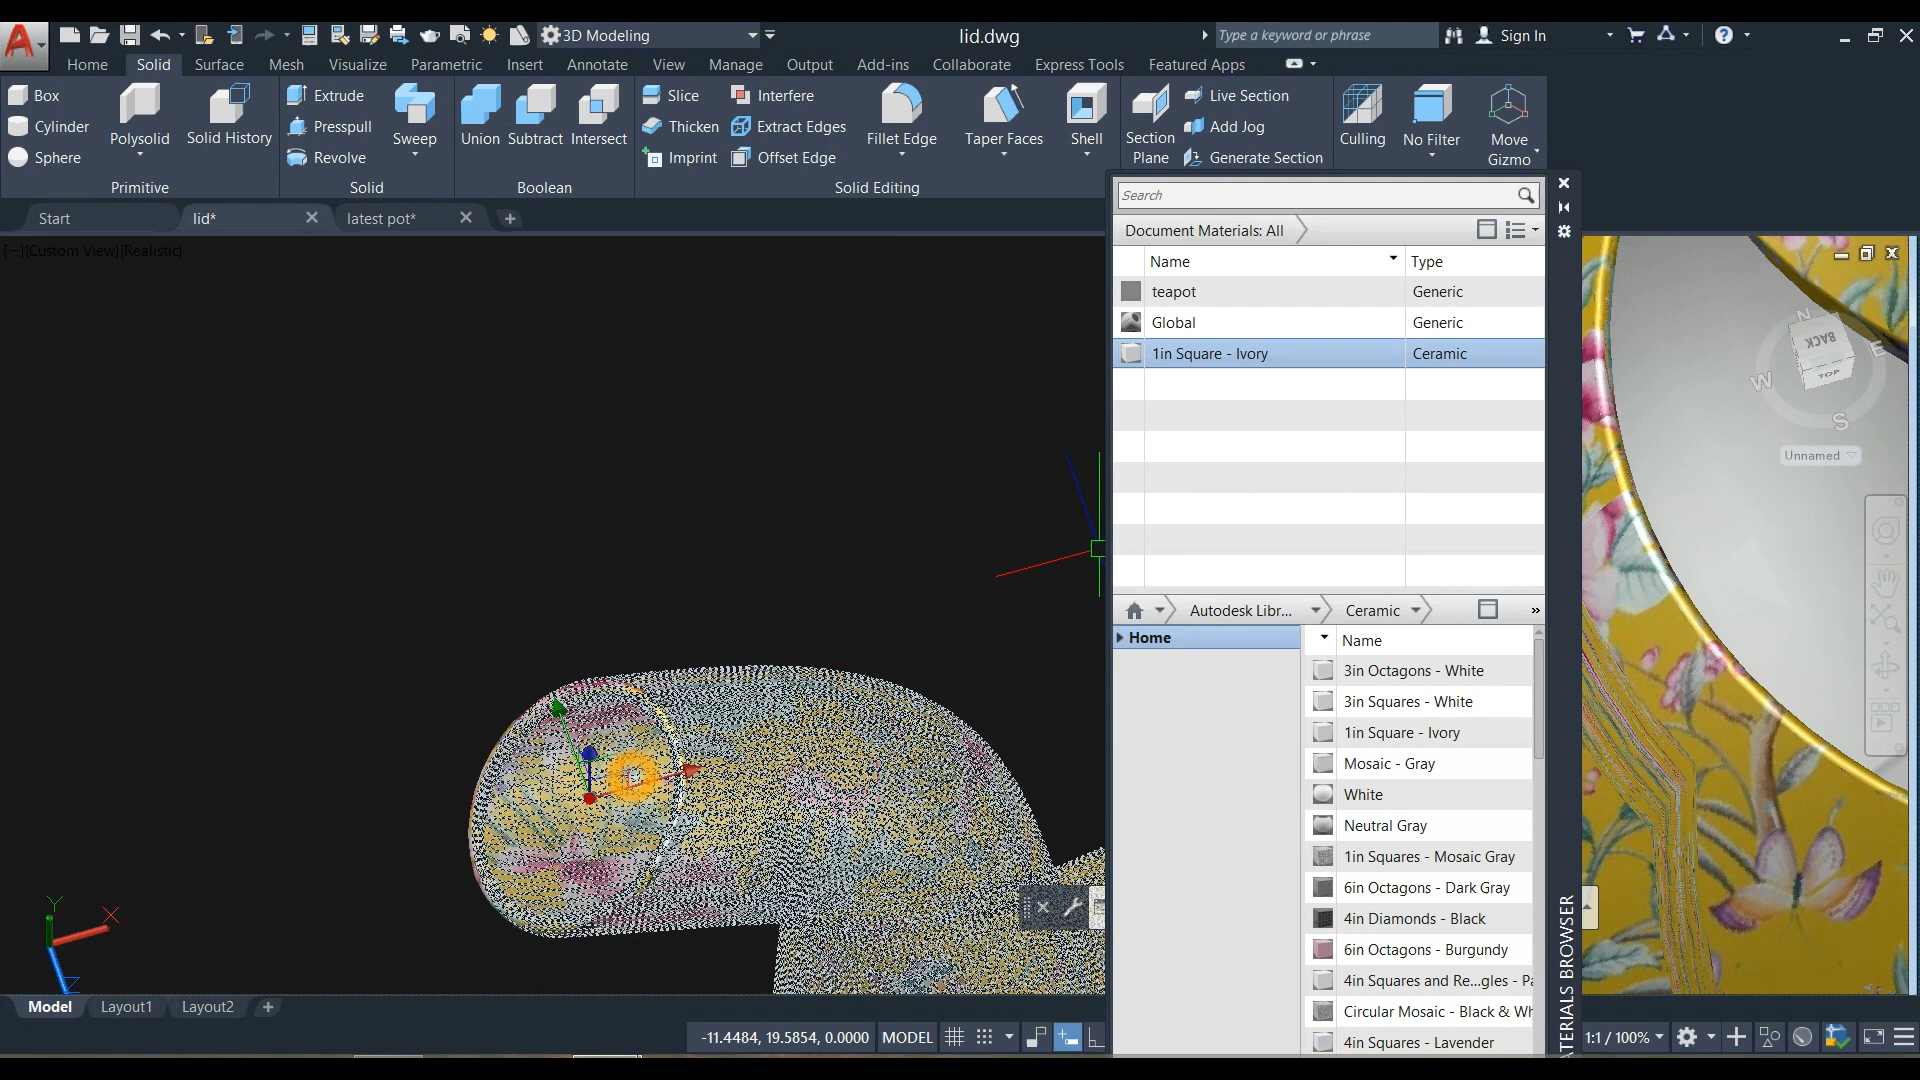 3D Modeling
lid.dwg
Type a keyword or phrase
Sign In
Home Solid Surface Mesh Visualize Parametric Insert Annotate View Manage Output Add-ins Collaborate Express Tools Featured Apps
Box
Cylinder
Sphere
Polysolid
Solid History
Primitive
Extrude
Presspull
Revolve
Sweep
Solid
Union Subtract Intersect
Boolean
Slice
Thicken
Imprint
Interfere
Extract Edges
Offset Edge
Fillet Edge
Taper Faces
Shell
Solid Editing
Section
Plane
Live Section
Add Jog
Generate Section
Culling
No Filter
Move
Gizmo
Start
lid*
latest pot*
[−][Custom View][Realistic]
Search
Document Materials: All
Name Type
teapot Generic
Global Generic
1in Square - Ivory Ceramic
Autodesk Libr... Ceramic
Home
Name
3in Octagons - White
3in Squares - White
1in Square - Ivory
Mosaic - Gray
White
Neutral Gray
1in Squares - Mosaic Gray
6in Octagons - Dark Gray
4in Diamonds - Black
6in Octagons - Burgundy
4in Squares and Re...gles - Pa
Circular Mosaic - Black & Wh
4in Squares - Lavender
ATERIALS BROWSER
N
E
S
W
BACK
TOP
Unnamed
Y
X
Z
Model Layout1 Layout2
-11.4484, 19.5854, 0.0000 MODEL
1:1 / 100%